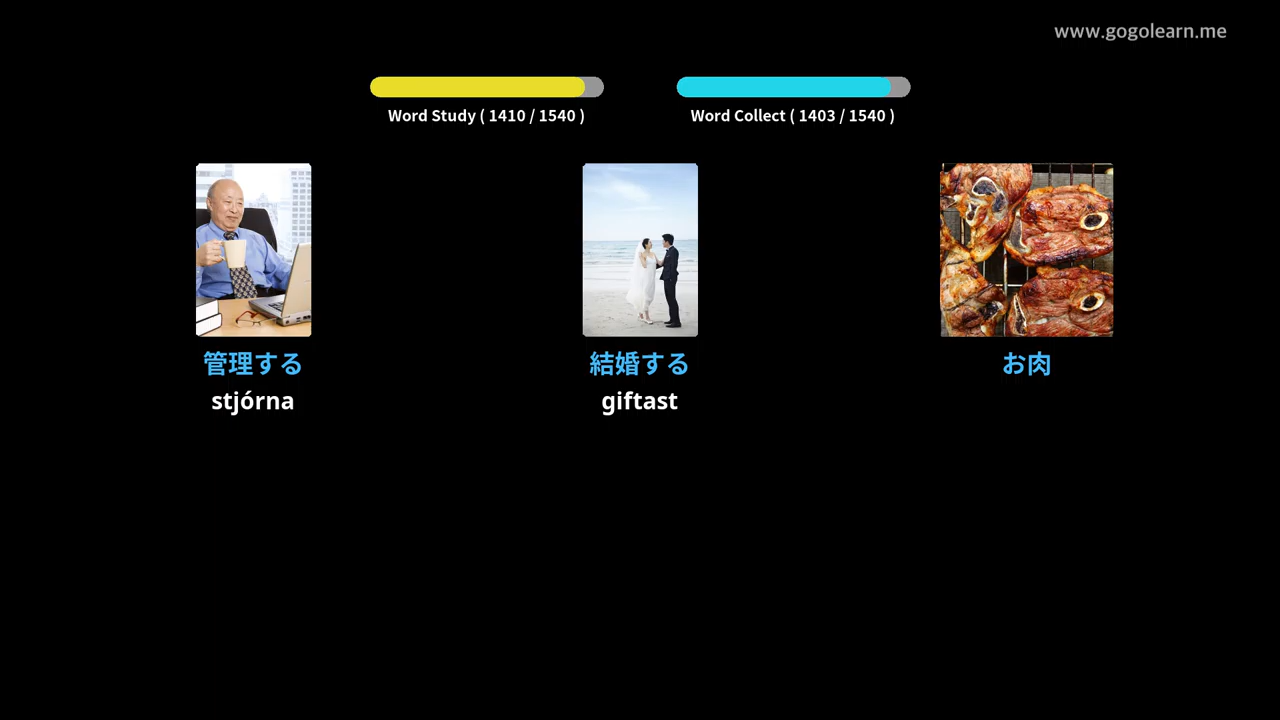 www.gogolearn.me
Word Study ( 1410 / 1540 )
Word Collect ( 1403 / 1540 )
管理する
stjórna
結婚する
giftast
お肉